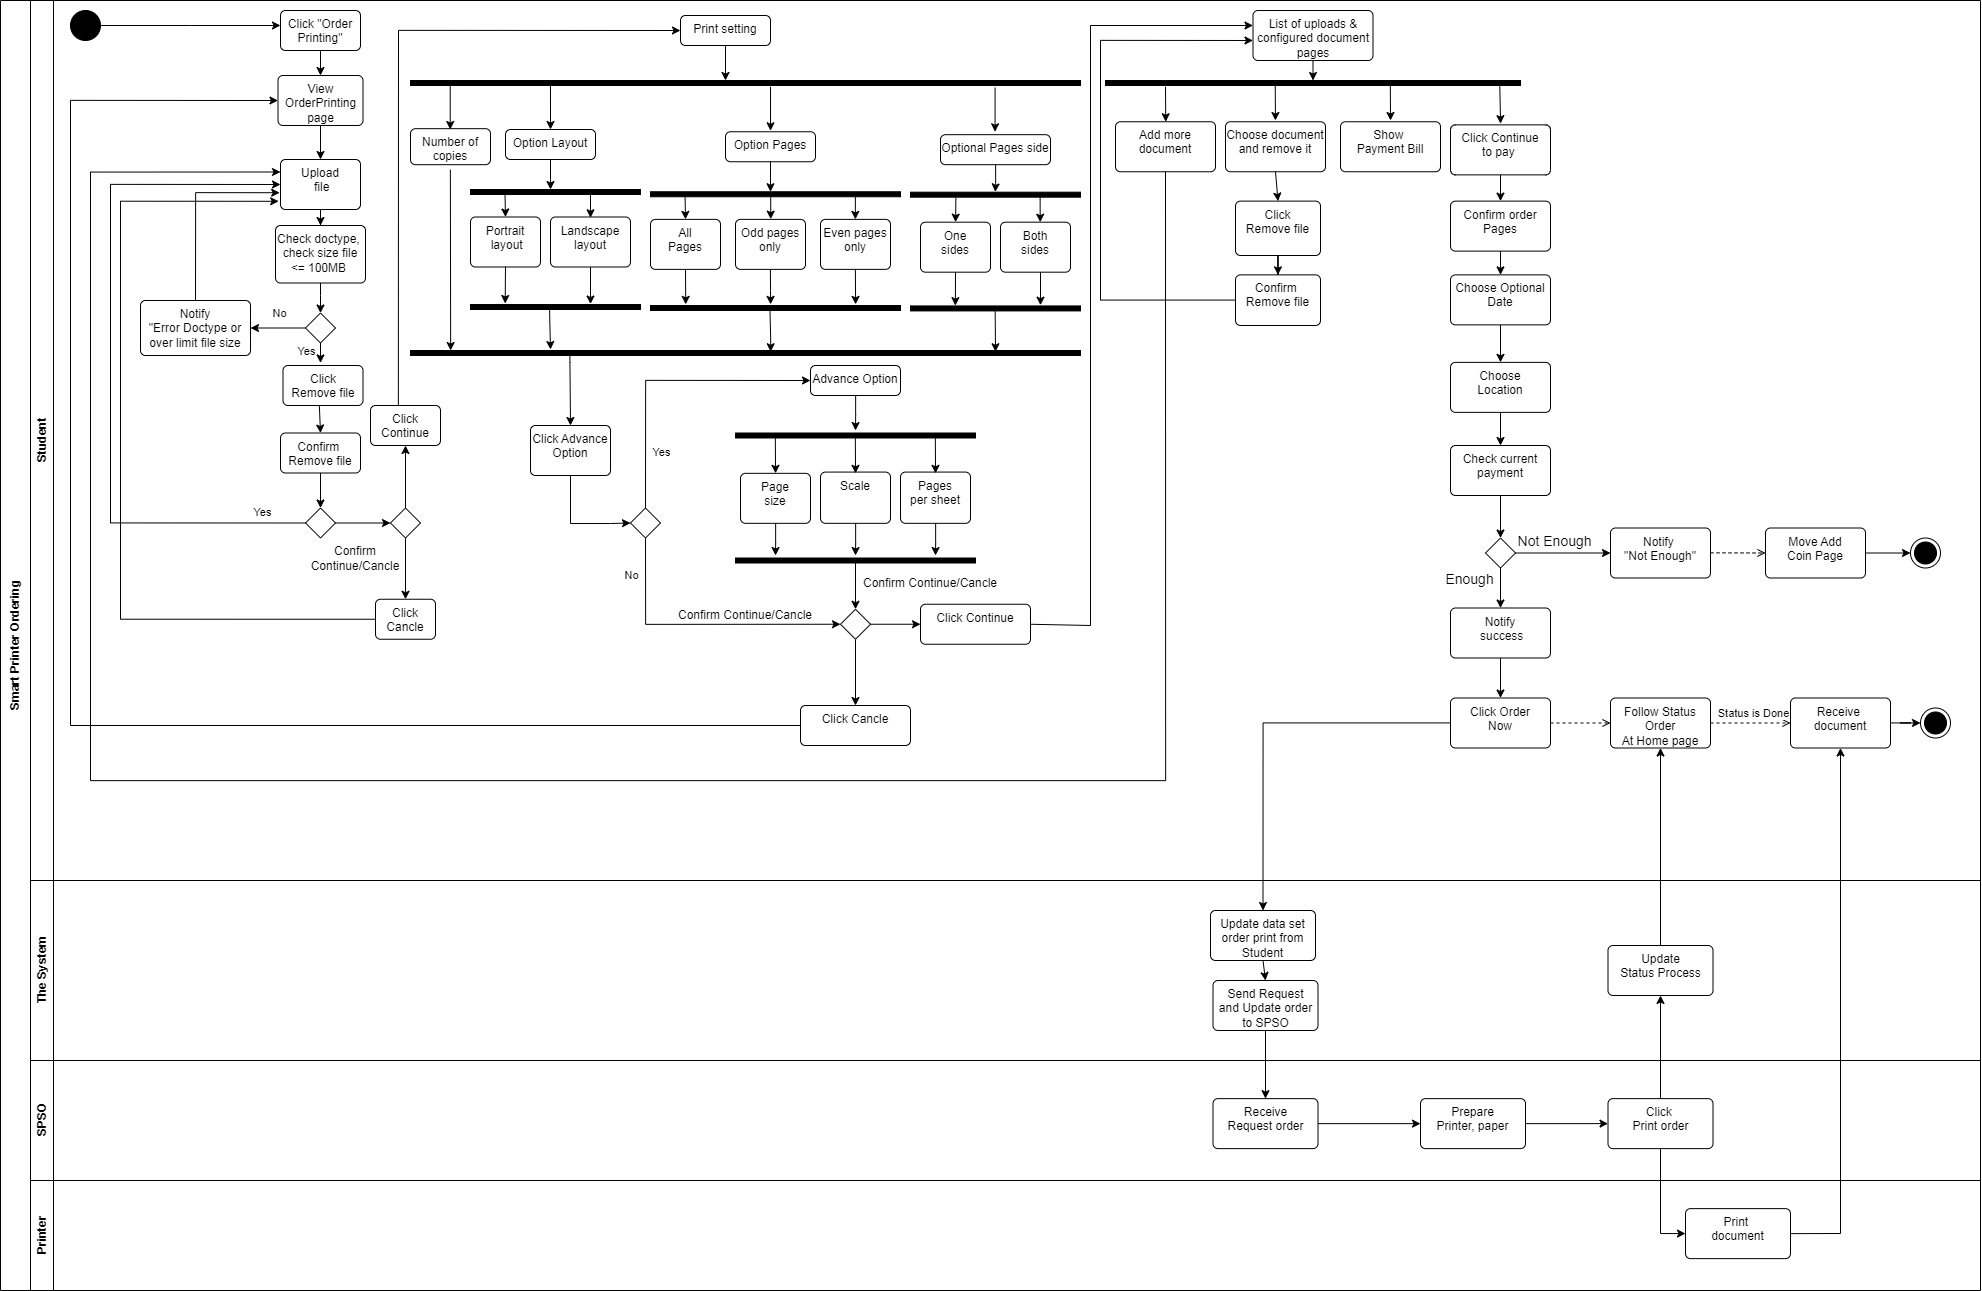 Smart Printer Ordering
Student
The System
SPSO
Printer
Click "Order
Printing"
View
OrderPrinting
page
Upload
file
Check doctype,
check size file
<= 100MB
No
Notify
"Error Doctype or
over limit file size
Yes
Click
Remove file
Confirm
Remove file
Yes
Confirm
Continue/Cancle
Click
Continue
Click
Cancle
Print setting
Number of
copies
Option Layout
Option Pages
Optional Pages side
Portrait
layout
Landscape
layout
All
Pages
Odd pages
only
Even pages
only
One
sides
Both
sides
Click Advance
Option
Yes
No
Advance Option
Page
size
Scale
Pages
per sheet
Confirm Continue/Cancle
Confirm Continue/Cancle
Click Continue
Click Cancle
List of uploads &
configured document
pages
Add more
document
Choose document
and remove it
Show
Payment Bill
Click Continue
to pay
Click
Remove file
Confirm
Remove file
Confirm order
Pages
Choose Optional
Date
Choose
Location
Check current
payment
Not Enough
Notify
"Not Enough"
Move Add
Coin Page
Enough
Notify
success
Click Order
Now
Follow Status
Order
At Home page
Status is Done
Receive
document
Update data set
order print from
Student
Send Request
and Update order
to SPSO
Update
Status Process
Receive
Request order
Prepare
Printer, paper
Click
Print order
Print
document